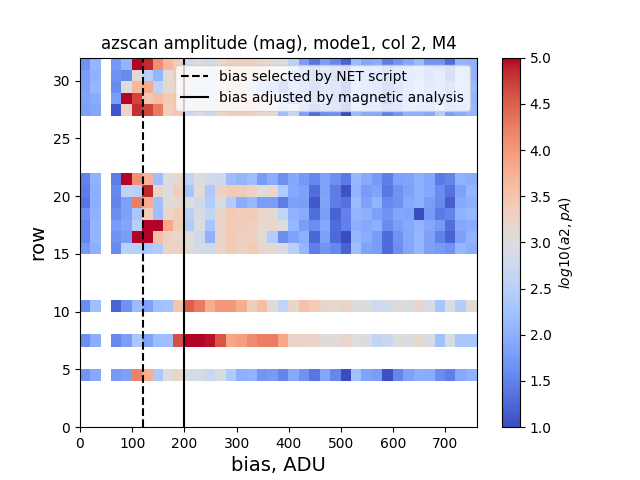 azscan amplitude (mag), mode1, col 2, M4
bias selected by NET script
bias adjusted by magnetic analysis
row
30
25
20
15
10
5
0
0 100 200 300 400 500 600 700
bias, ADU
5.0
4.5
4.0
3.5
3.0
2.5
2.0
1.5
1.0
log10(a2, pA)